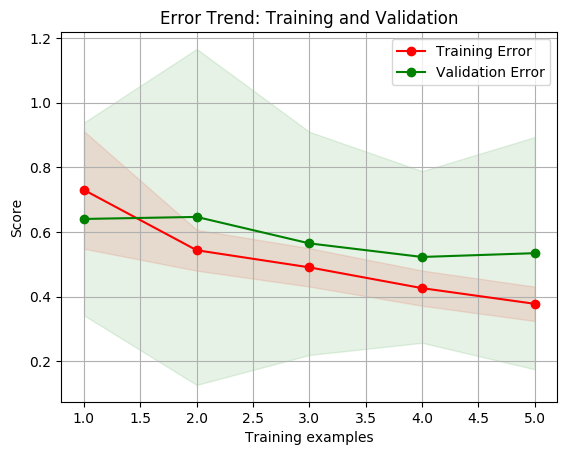 Error Trend: Training and Validation
Training Error
Validation Error
Score
1.2
1.0
0.8
0.6
0.4
0.2
1.0 1.5 2.0 2.5 3.0 3.5 4.0 4.5 5.0
Training examples